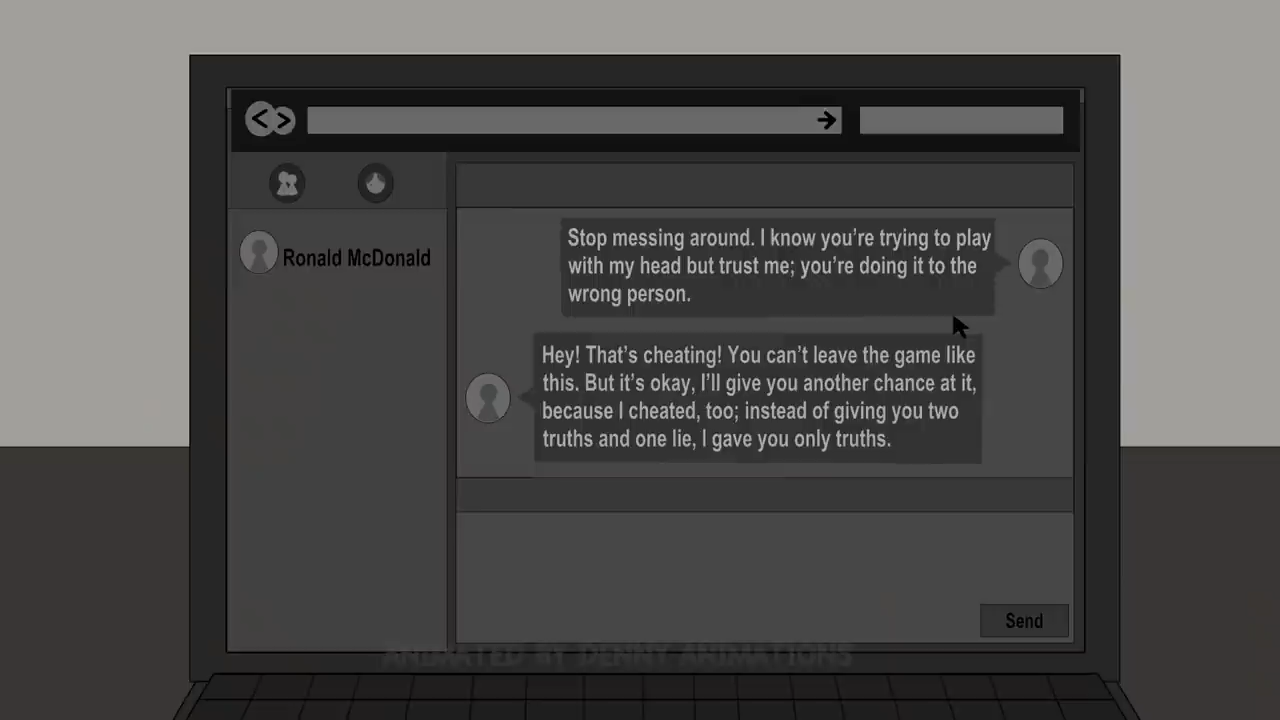 Ronald McDonald
Stop messing around. I know you're trying to play
with my head but trust me; you're doing it to the
wrong person.
Hey! That's cheating! You can't leave the game like
this. But it's okay, I'll give you another chance at it,
because I cheated, too; instead of giving you two
truths and one lie, I gave you only truths.
Send
ANIMATED BY DENNY ANIMATIONS